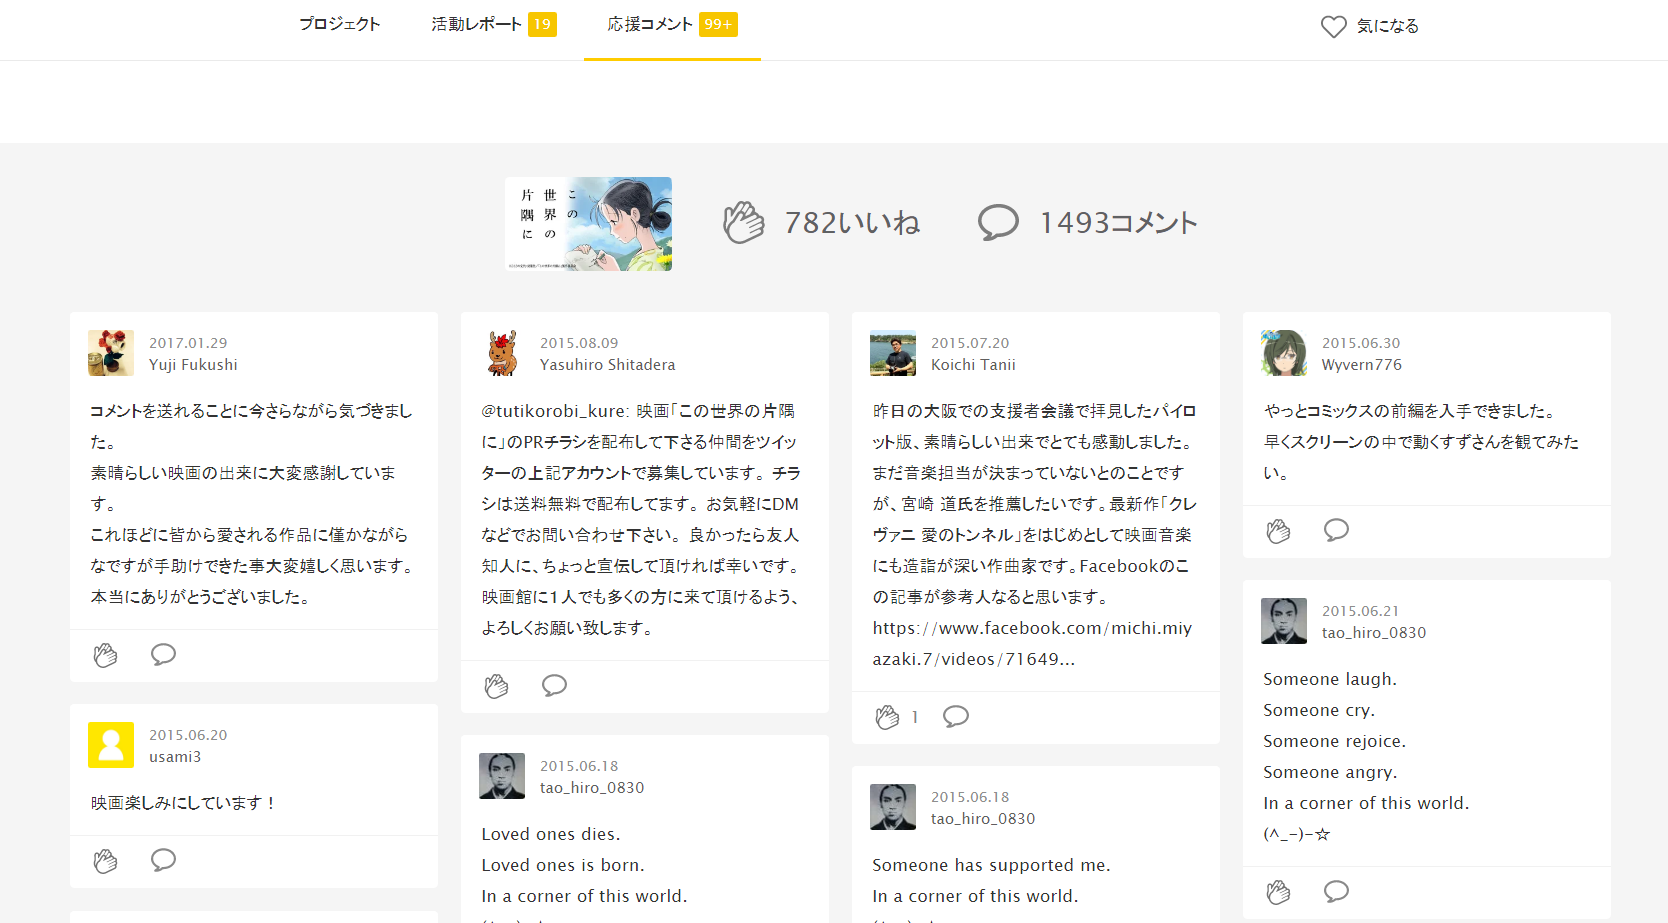 プロジェクト
活動レポート 19
応援コメント 99+
気になる
この
世界の
片隅に
782いいね
1493コメント
2017.01.29
Yuji Fukushi
コメントを送れることに今さらながら気づきまし
た。
素晴らしい映画の出来に大変感謝していま
す。
これほどに皆から愛される作品に僅かながら
なですが手助けできた事大変嬉しく思います。
本当にありがとうございました。
2015.08.09
Yasuhiro Shitadera
@tutikorobi_kure: 映画「この世界の片隅
に」のPRチラシを配布して下さる仲間をツイッ
ターの上記アカウントで募集しています。チラ
シは送料無料で配布してます。お気軽にDM
などでお問い合わせ下さい。良かったら友人
知人に、ちょっと宣伝して頂ければ幸いです。
映画館に1人でも多くの方に来て頂けるよう、
よろしくお願い致します。
2015.07.20
Koichi Tanii
昨日の大阪での支援者会議で拝見したパイロ
ット版、素晴らしい出来でとても感動しました。
まだ音楽担当が決まっていないとのことです
が、宮崎 道氏を推薦したいです。最新作「クレ
ヴァニ 愛のトンネル」をはじめとして映画音楽
にも造詣が深い作曲家です。Facebookのこ
の記事が参考人なると思います。
https://www.facebook.com/michi.miy
azaki.7/videos/71649...
1
2015.06.30
Wyvern776
やっとコミックスの前編を入手できました。
早くスクリーンの中で動くすずさんを観てみた
い。
2015.06.21
tao_hiro_0830
Someone laugh.
Someone cry.
Someone rejoice.
Someone angry.
In a corner of this world.
(^_-)-☆
2015.06.20
usami3
映画楽しみにしています！
2015.06.18
tao_hiro_0830
Loved ones dies.
Loved ones is born.
In a corner of this world.
2015.06.18
tao_hiro_0830
Someone has supported me.
In a corner of this world.